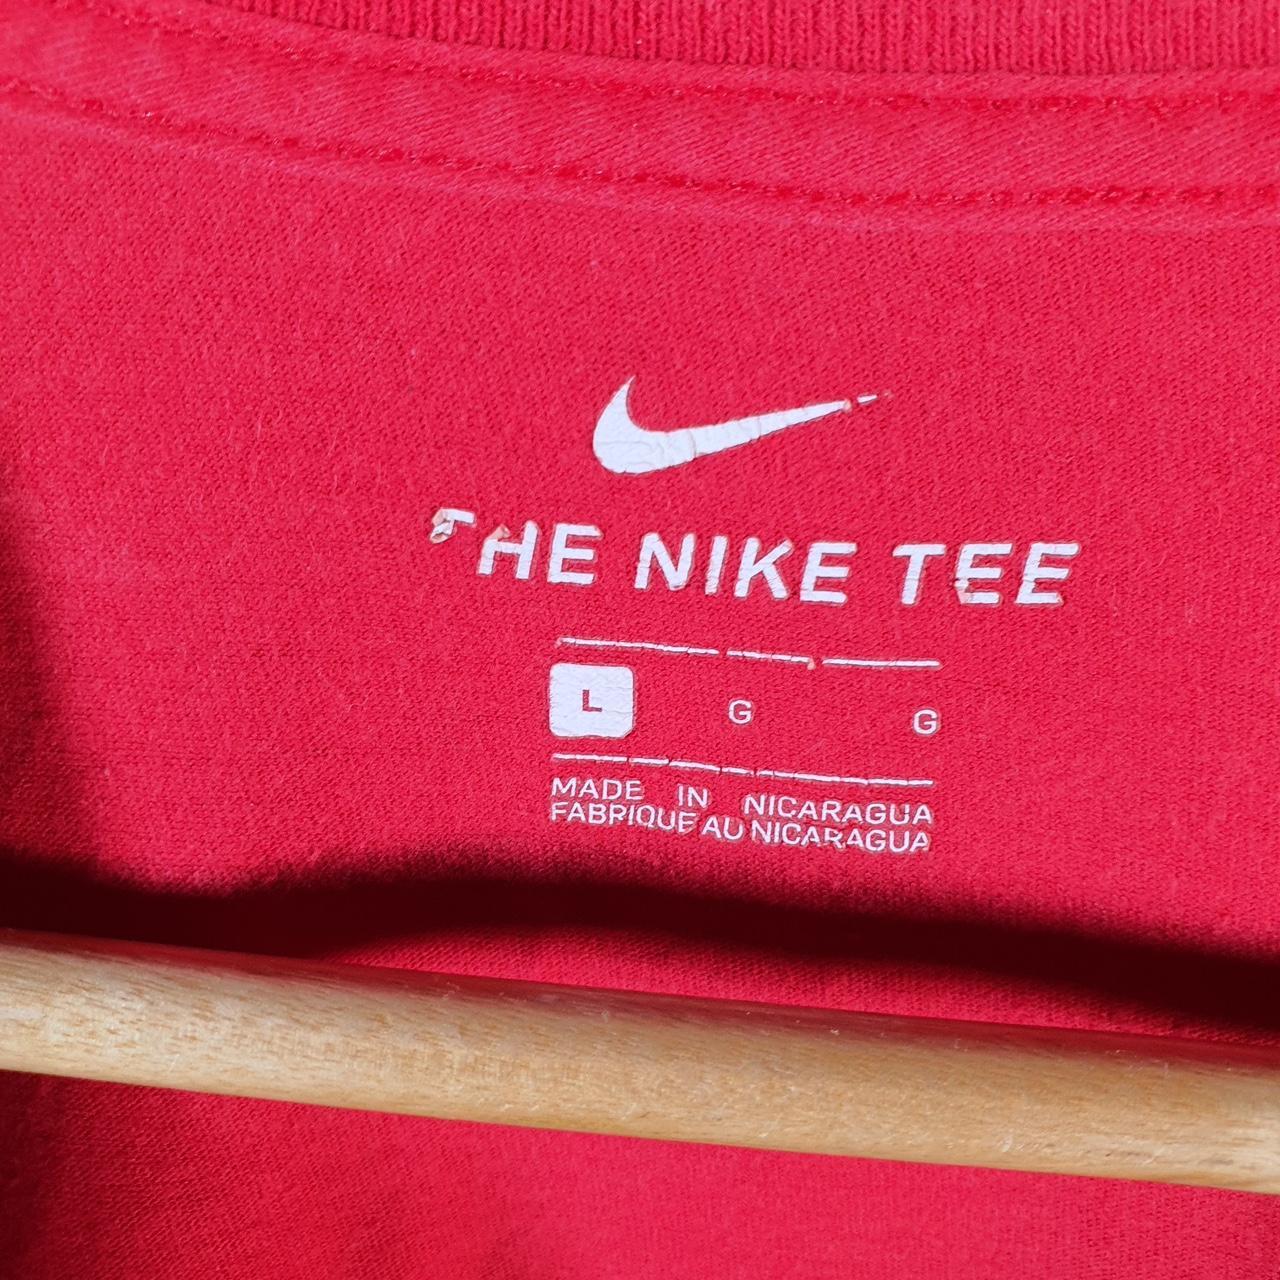 THE NIKE TEE
L G G
MADE IN NICARAGUA
FABRIQUE AU NICARAGUA